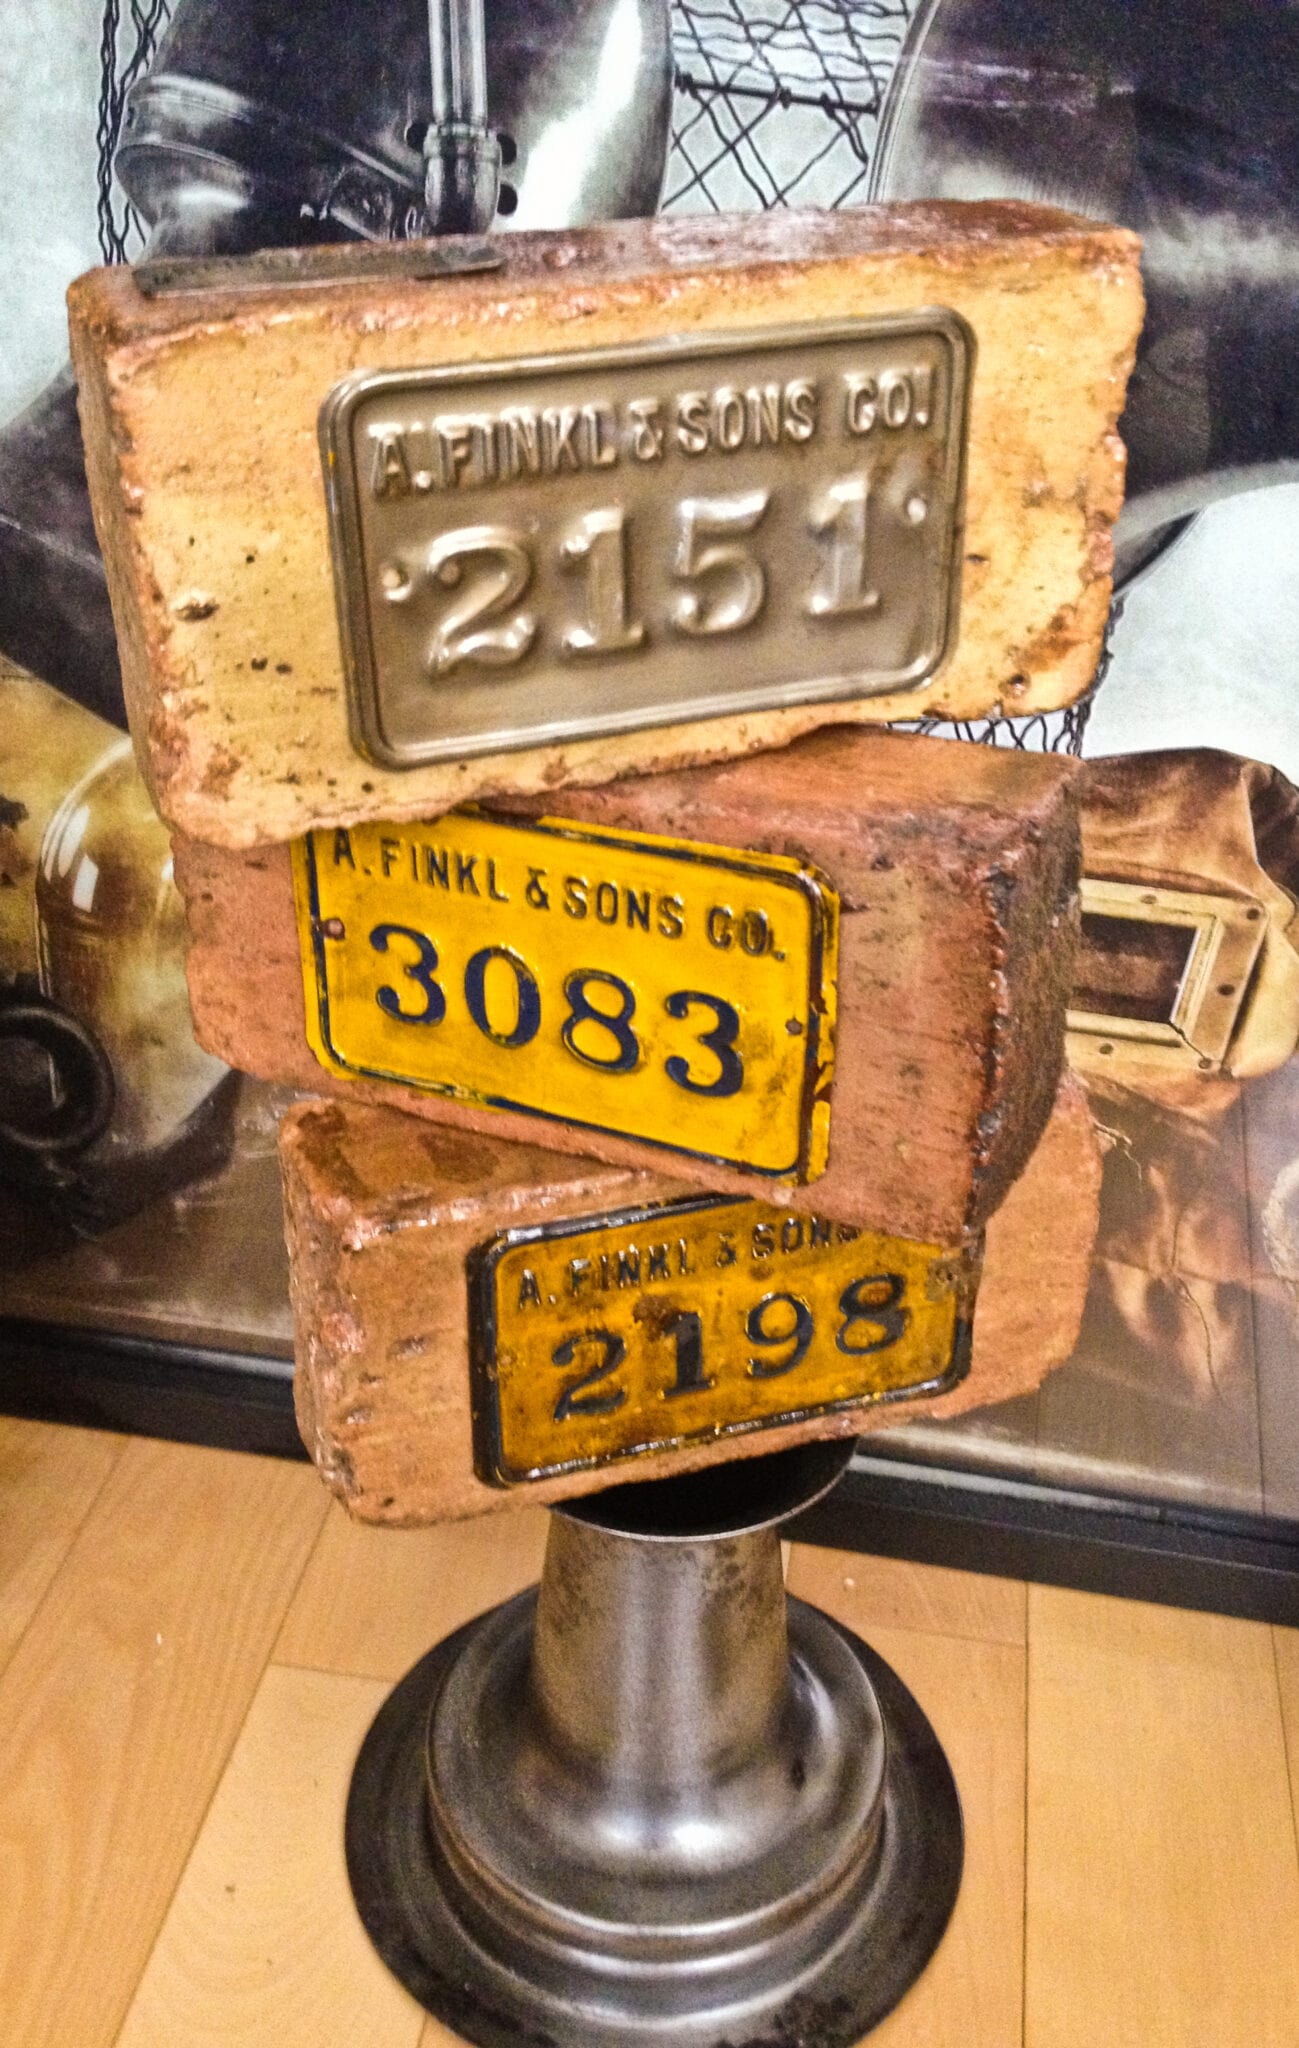 A. FINKL & SONS CO.
2151
A. FINKL & SONS CO.
3083
A. FINKL & SONS
2198